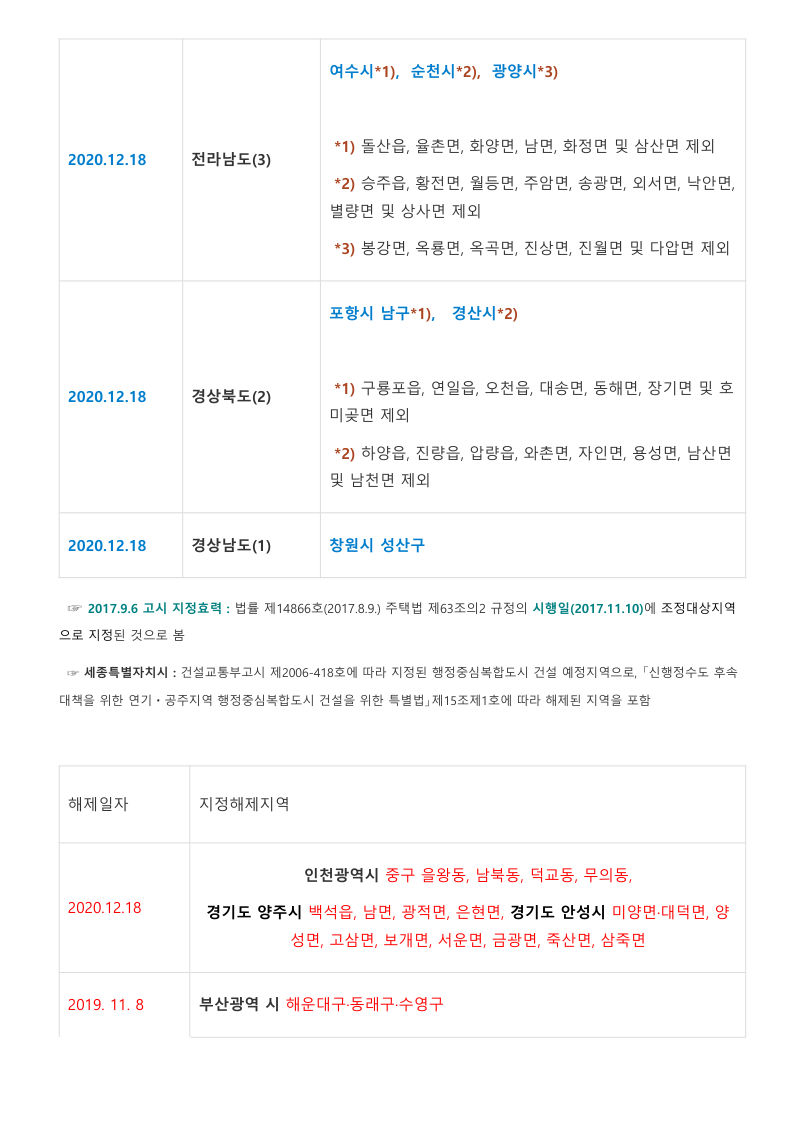 여수시*1), 순천시*2), 광양시*3)
*1) 돌산읍, 율촌면, 화양면, 남면, 화정면 및 삼산면 제외
2020.12.18
전라남도(3)
*2) 승주읍, 황전면, 월등면, 주암면, 송광면, 외서면, 낙안면,
별량면 및 상사면 제외
*3) 봉강면, 옥룡면, 옥곡면, 진상면, 진월면 및 다압면 제외
포항시 남구*1), 경산시*2)
*1) 구룡포읍, 연일읍, 오천읍, 대송면, 동해면, 장기면 및 호
2020.12.18
경상북도(2)
미곶면 제외
*2) 하양읍, 진량읍, 압량읍, 와촌면, 자인면, 용성면, 남산면
및 남천면 제외
2020.12.18
경상남도(1)
창원시 성산구
☞ 2017.9.6 고시 지정효력 : 법률 제14866호(2017.8.9.) 주택법 제63조의2 규정의 시행일(2017.11.10)에 조정대상지역
으로 지정된 것으로 봄
☞ 세종특별자치시 : 건설교통부고시 제2006-418호에 따라 지정된 행정중심복합도시 건설 예정지역으로, 「신행정수도 후속
대책을 위한 연기・공주지역 행정중심복합도시 건설을 위한 특별법」제15조제1호에 따라 해제된 지역을 포함
해제일자
지정해제지역
인천광역시 중구 을왕동, 남북동, 덕교동, 무의동,
2020.12.18
경기도 양주시 백석읍, 남면, 광적면, 은현면, 경기도 안성시 미양면·대덕면, 양
성면, 고삼면, 보개면, 서운면, 금광면, 죽산면, 삼죽면
2019. 11. 8
부산광역 시 해운대구·동래구·수영구